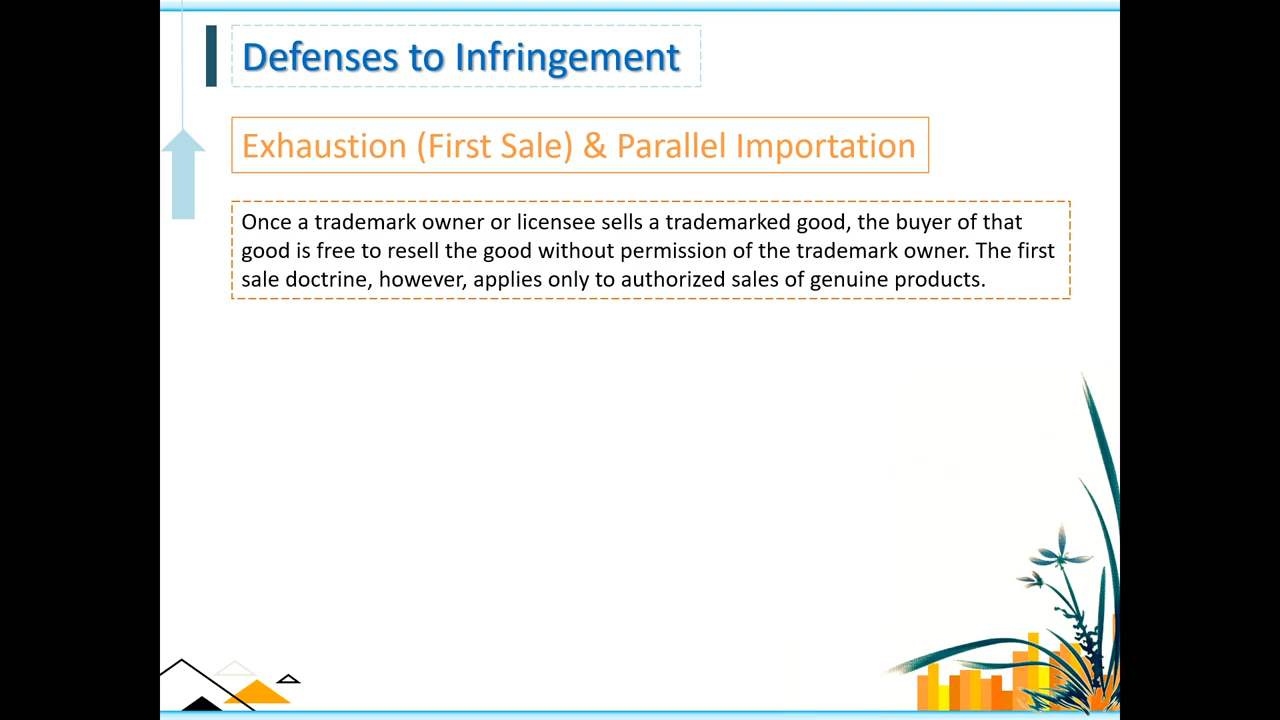 Defenses to Infringement
Exhaustion (First Sale) & Parallel Importation
Once a trademark owner or licensee sells a trademarked good, the buyer of that
good is free to resell the good without permission of the trademark owner. The first
sale doctrine, however, applies only to authorized sales of genuine products.